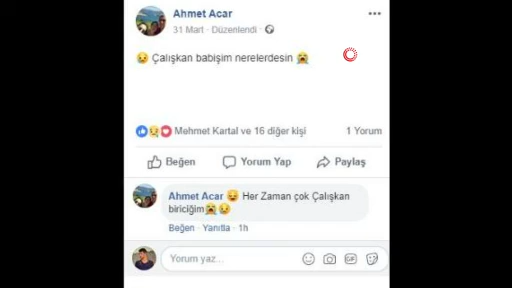 Ahmet Acar
31 Mart · Düzenlendi ·
😢 Çalışkan babişim nerelerdesin 😭
Mehmet Kartal ve 16 diğer kişi
1 Yorum
Beğen
Yorum Yap
Paylaş
Ahmet Acar 😪 Her Zaman çok Çalışkan
biriciğim😭😢
Beğen · Yanıtla · 1h
Yorum yaz...
GIF